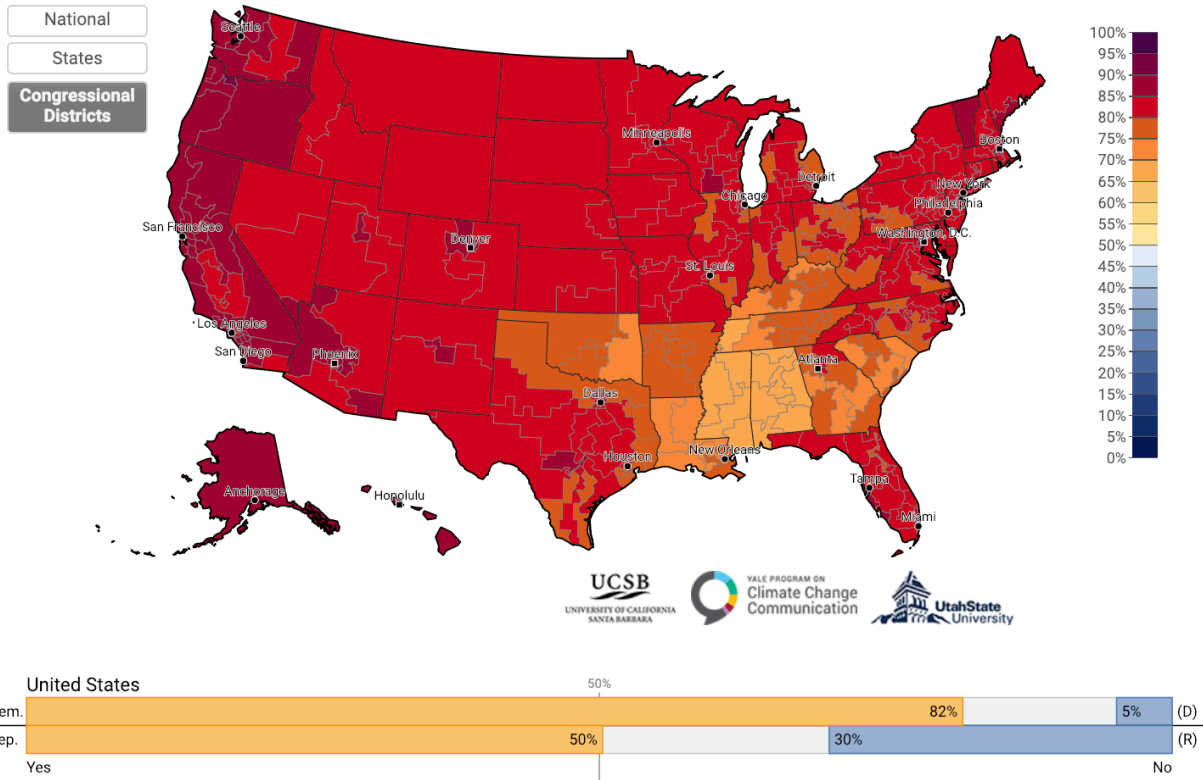 National
States
Congressional
Districts
Seattle
Minneapolis
Boston
Detroit
Chicago
New York
Philadelphia
Washington, D.C.
San Francisco
Denver
St. Louis
Los Angeles
San Diego
Phoenix
Atlanta
Dallas
New Orleans
Houston
Tampa
Miami
Anchorage
Honolulu
100%
95%
90%
85%
80%
75%
70%
65%
60%
55%
50%
45%
40%
35%
30%
25%
20%
15%
10%
5%
0%
UCSB
UNIVERSITY OF CALIFORNIA
SANTA BARBARA
YALE PROGRAM ON
Climate Change
Communication
UtahState
University
United States
50%
em. 82% 5% (D)
ep. 50% 30% (R)
Yes No